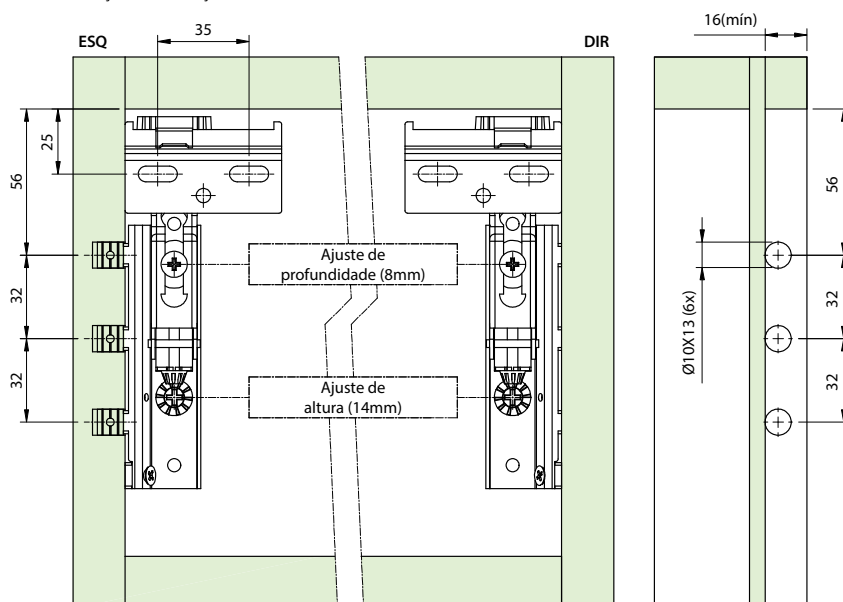 16(mín)
ESQ
35
DIR
25
56
56
Ajuste de
profundidade (8mm)
32
32
Ø10X13 (6x)
Ajuste de
altura (14mm)
32
32